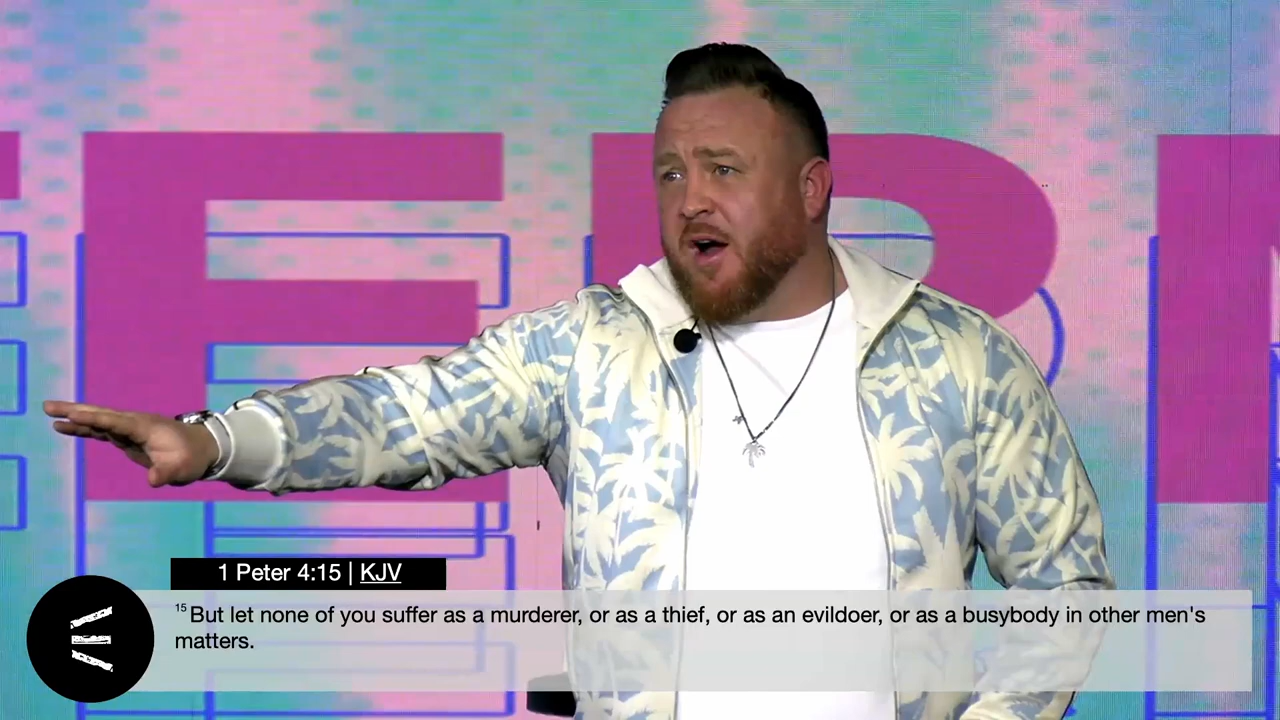 1 Peter 4:15 | KJV
15 But let none of you suffer as a murderer, or as a thief, or as an evildoer, or as a busybody in other men's
matters.